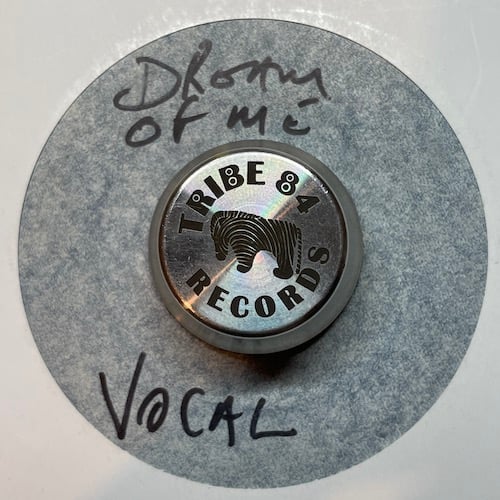 DREAM
OF ME
TRIBE 84
RECORDS
VOCAL